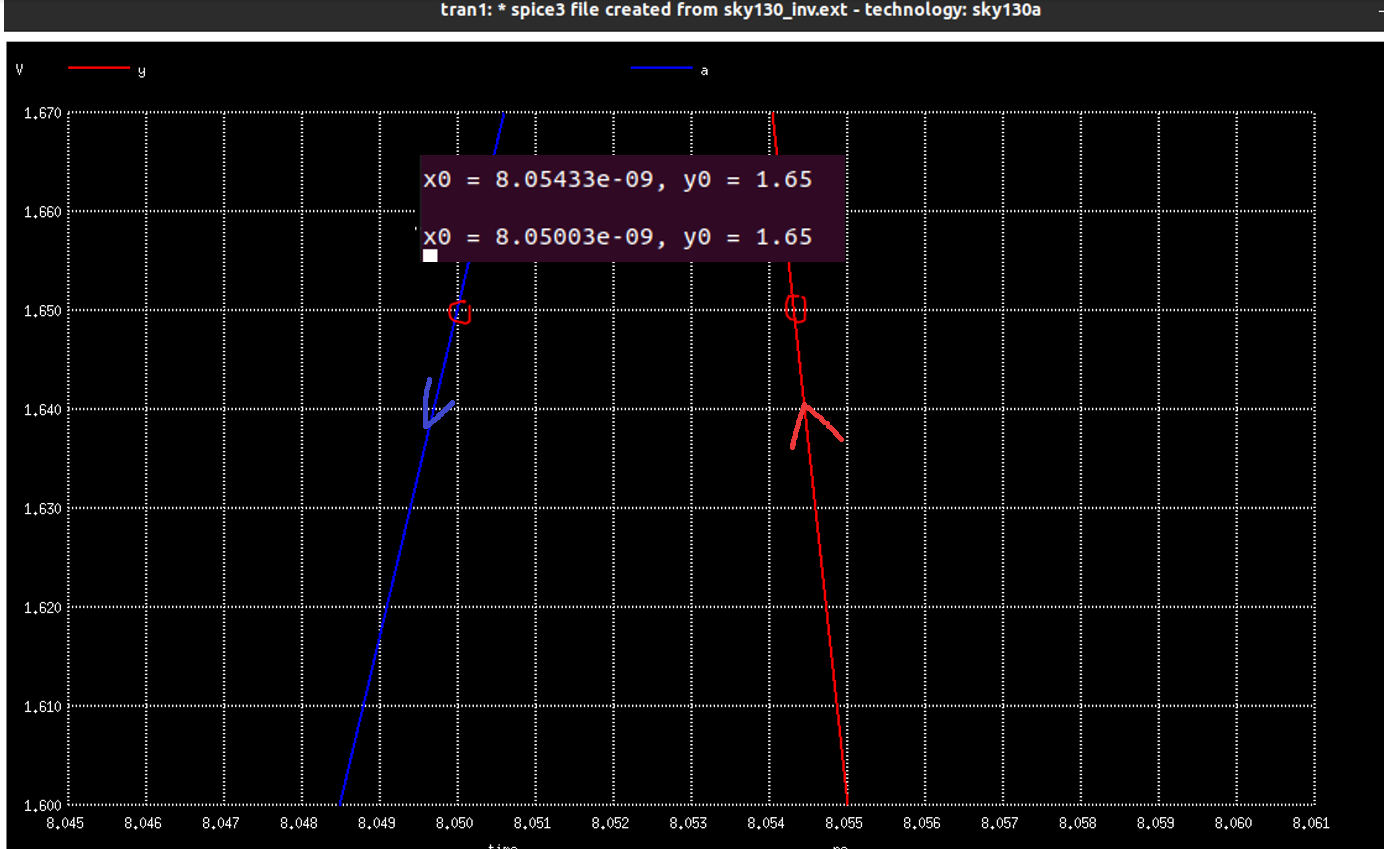 tran1: * spice3 file created from sky130_inv.ext - technology: sky130a
V y a
1.670
x0 = 8.05433e-09, y0 = 1.65
1.660
x0 = 8.05003e-09, y0 = 1.65
1.650
1.640
1.630
1.620
1.610
1.600
8.045 8.046 8.047 8.048 8.049 8.050 8.051 8.052 8.053 8.054 8.055 8.056 8.057 8.058 8.059 8.060 8.061
time